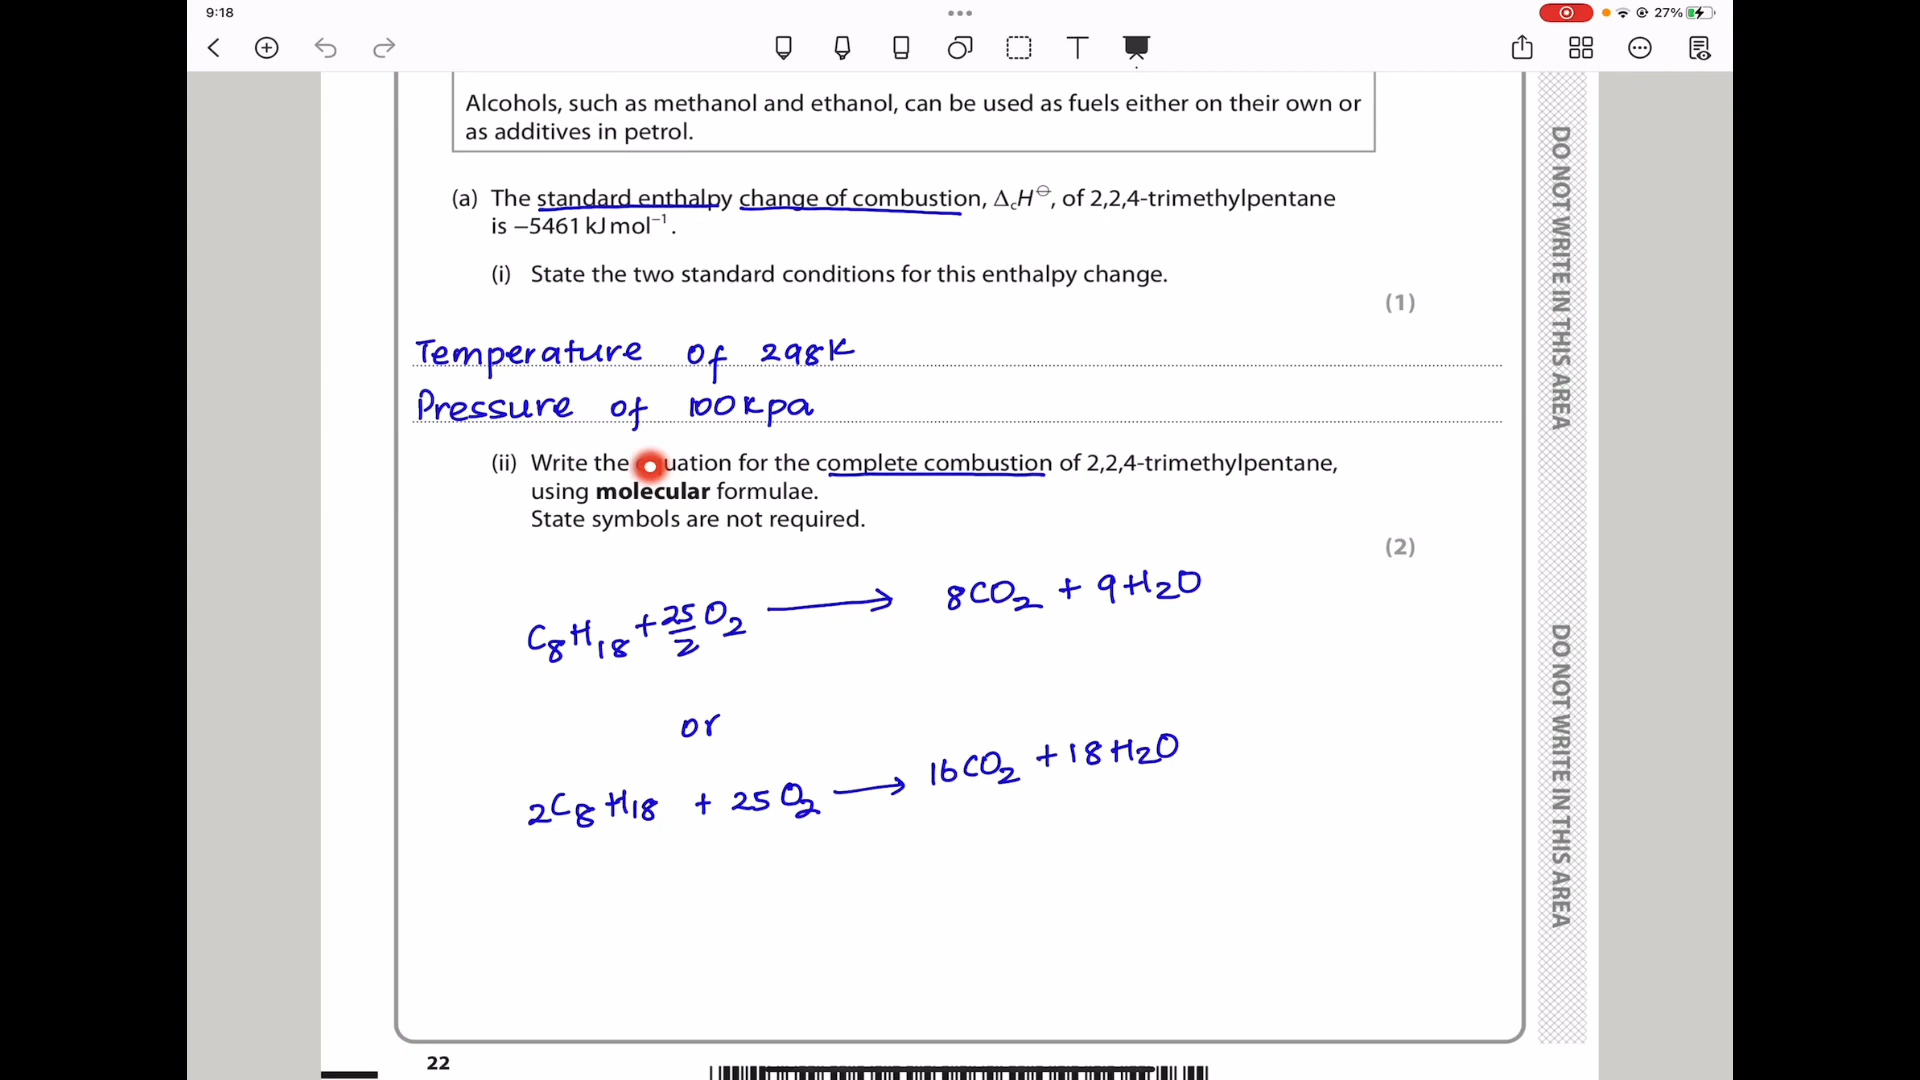 9:18
27%
Alcohols, such as methanol and ethanol, can be used as fuels either on their own or
as additives in petrol.
(a) The standard enthalpy change of combustion, ΔcH⦵, of 2,2,4-trimethylpentane
is −5461 kJ mol⁻¹.
(i) State the two standard conditions for this enthalpy change.
(1)
Temperature of 298K
Pressure of 100kpa
(ii) Write the equation for the complete combustion of 2,2,4-trimethylpentane,
using molecular formulae.
State symbols are not required.
(2)
C₈H₁₈ + 25/2 O₂ → 8CO₂ + 9H₂O
or
2C₈H₁₈ + 25O₂ → 16CO₂ + 18H₂O
22
DO NOT WRITE IN THIS AREA
DO NOT WRITE IN THIS AREA